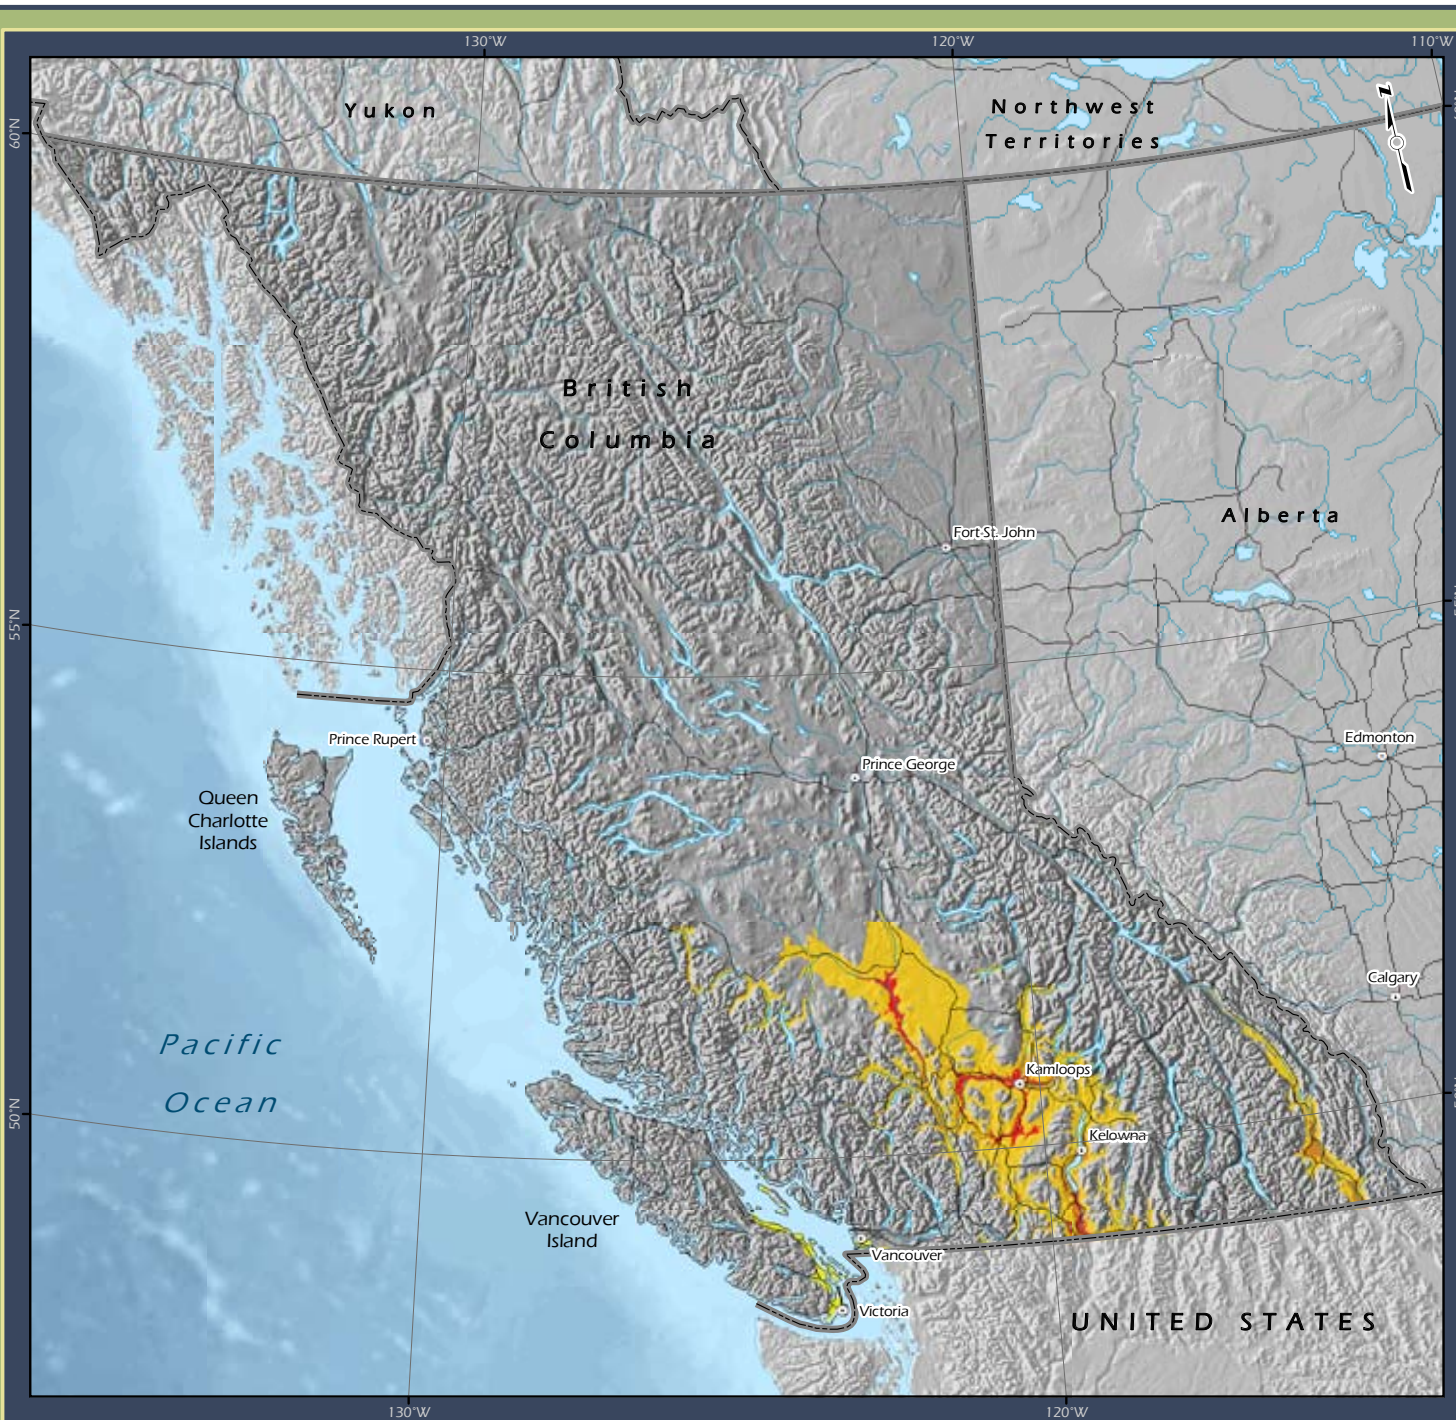 130°W
120°W
110°W
60°N
Yukon
Northwest
Territories
British
Columbia
Alberta
Fort St. John
55°N
Prince Rupert
Edmonton
Prince George
Queen
Charlotte
Islands
Calgary
Pacific
Ocean
Kamloops
50°N
Kelowna
Vancouver
Island
Vancouver
Victoria
UNITED STATES
130°W
120°W